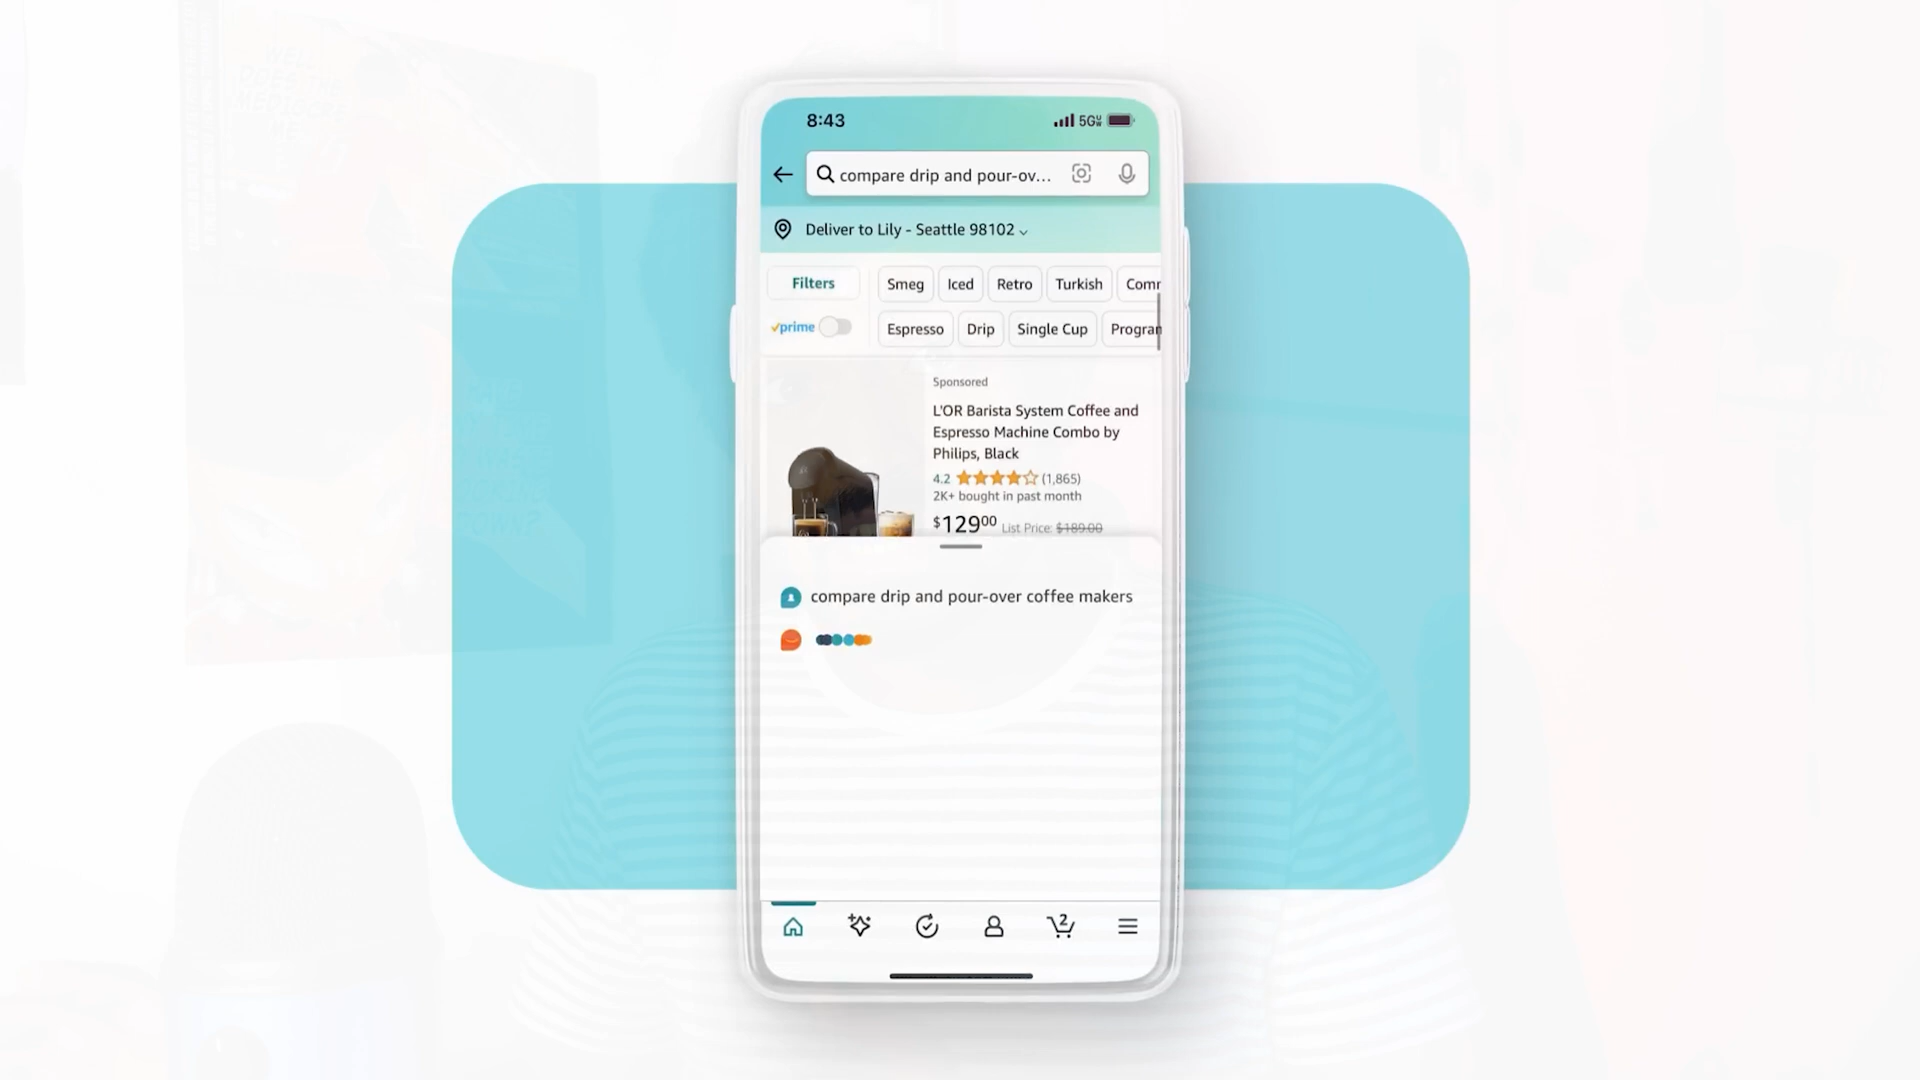 8:43
5G
compare drip and pour-ov...
Deliver to Lily - Seattle 98102
Filters
Smeg
Iced
Retro
Turkish
prime
Espresso
Drip
Single Cup
Sponsored
L'OR Barista System Coffee and
Espresso Machine Combo by
Philips, Black
4.2
(1,865)
2K+ bought in past month
$12900 List Price: $189.00
compare drip and pour-over coffee makers
2